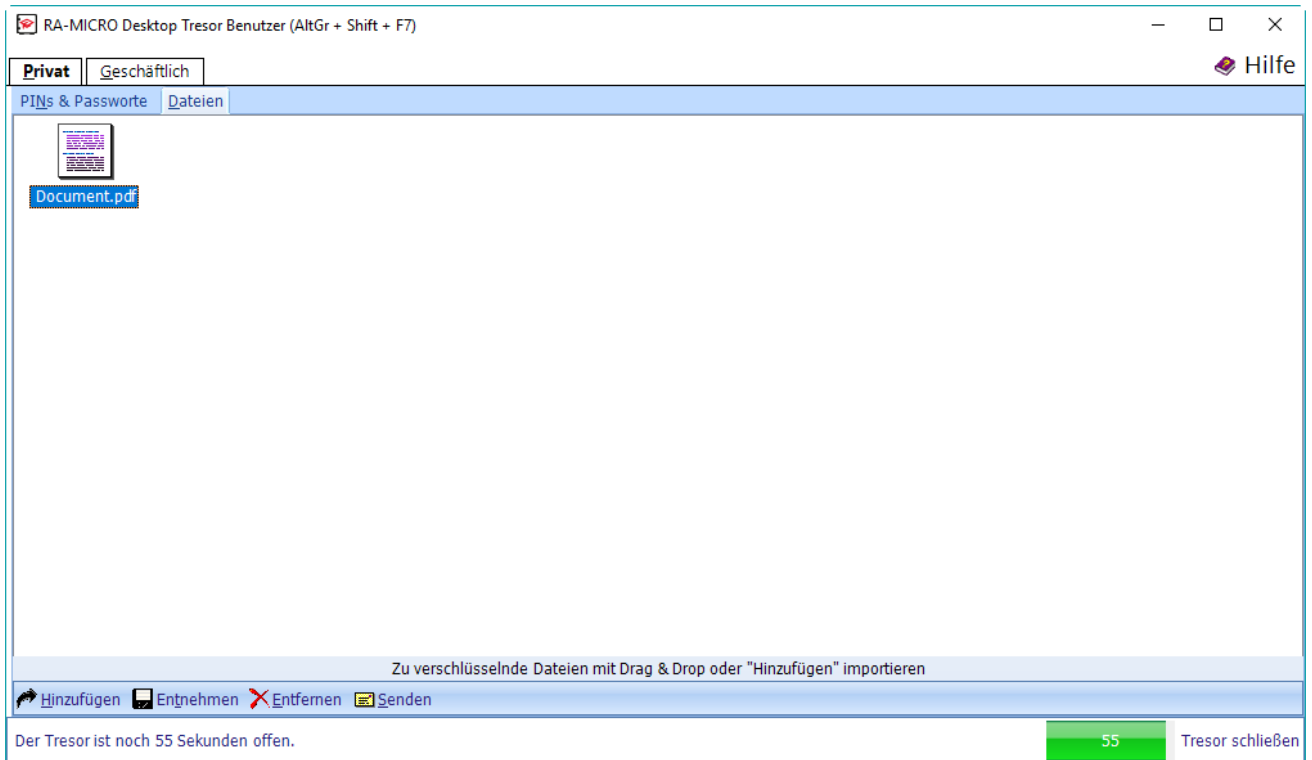 RA-MICRO Desktop Tresor Benutzer (AltGr + Shift + F7)
Privat Geschäftlich Hilfe
PINs & Passworte Dateien
Document.pdf
Zu verschlüsselnde Dateien mit Drag & Drop oder "Hinzufügen" importieren
Hinzufügen Entnehmen Entfernen Senden
Der Tresor ist noch 55 Sekunden offen. 55 Tresor schließen